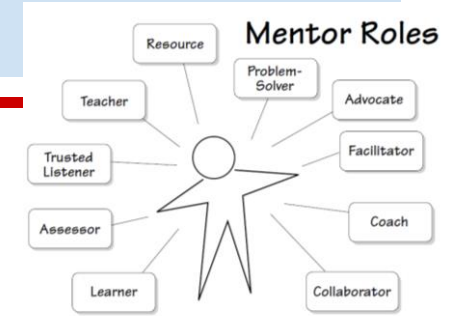 Mentor Roles
Resource
Problem-
Solver
Teacher
Advocate
Trusted
Listener
Facilitator
Assessor
Coach
Learner
Collaborator